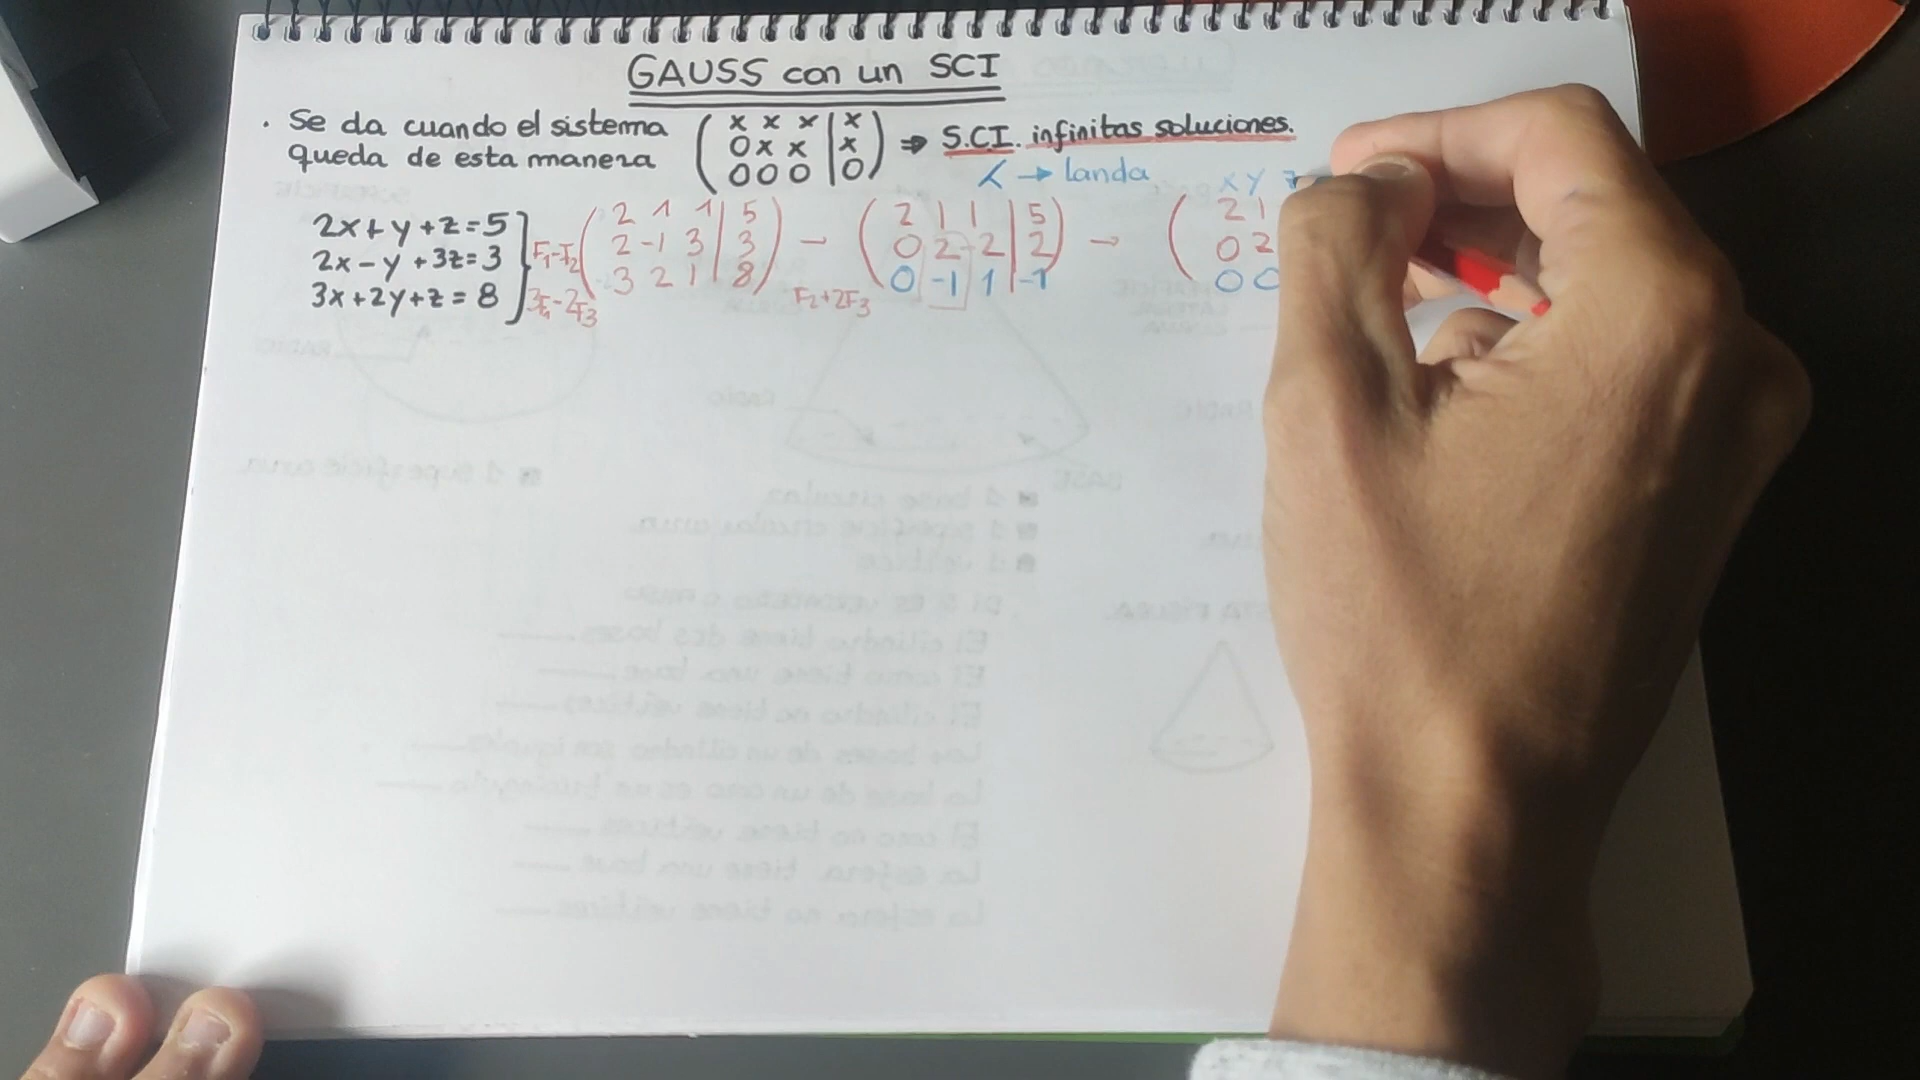 GAUSS con un SCI
. Se da cuando el sistema
queda de esta manera
( x x x | x
0 x x | x
0 0 0 | 0 ) ⇒ S.C.I. infinitas soluciones.
λ → landa
2x + y + z = 5
2x - y + 3z = 3
3x + 2y + z = 8
F1-F2
3F1-2F3
( 2 1 1 | 5
2 -1 3 | 3
3 2 1 | 8 ) →
F2+2F3
( 2 1 1 | 5
0 2 -2 | 2
0 -1 1 | -1 ) →
x y z
( 2 1
0 2
0 0